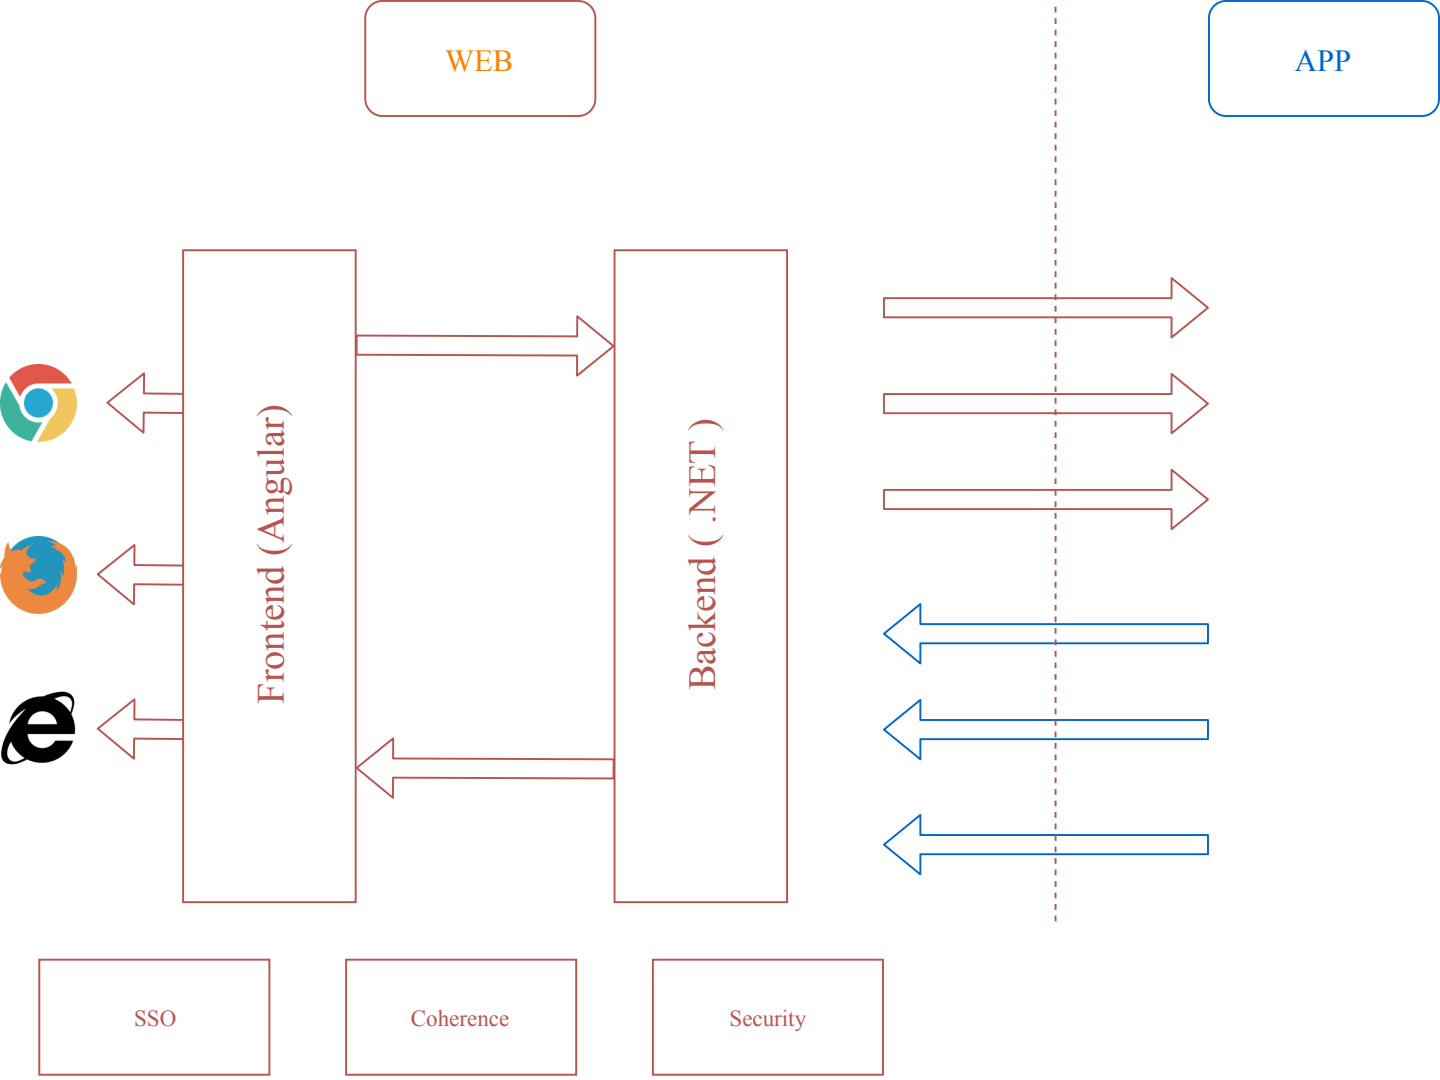 WEB
APP
Frontend (Angular)
Backend ( .NET )
SSO
Coherence
Security